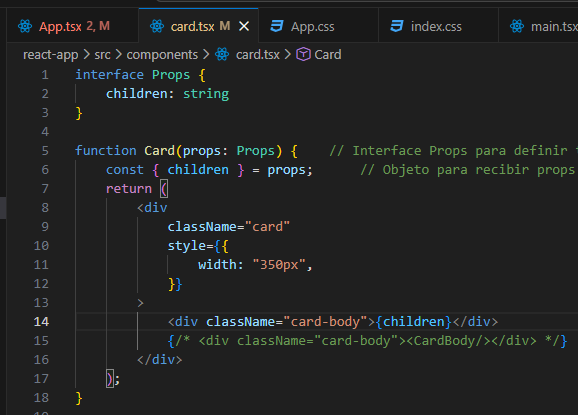 App.tsx 2, M card.tsx M App.css index.css main.tsx
react-app > src > components > card.tsx > Card
1 interface Props {
2 children: string
3 }
4
5 function Card(props: Props) { // Interface Props para definir
6 const { children } = props; // Objeto para recibir props
7 return (
8 <div
9 className="card"
10 style={{
11 width: "350px",
12 }}
13 >
14 <div className="card-body">{children}</div>
15 {/* <div className="card-body"><CardBody/></div> */}
16 </div>
17 );
18 }